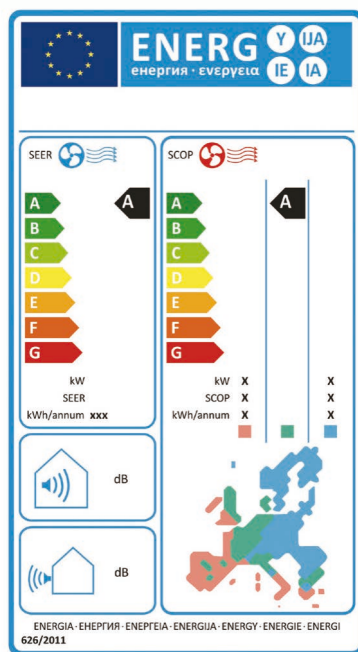 ENERG Y IJA
енергия · ενεργεια IE IA
SEER
SCOP
A A
B
C
D
E
F
G
A A
B
C
D
E
F
G
kW
SEER
kWh/annum xxx
kW X X
SCOP X X
kWh/annum X X
dB
dB
ENERGIA · ЕНЕРГИЯ · ΕΝΕΡΓΕΙΑ · ENERGIJA · ENERGY · ENERGIE · ENERGI
626/2011